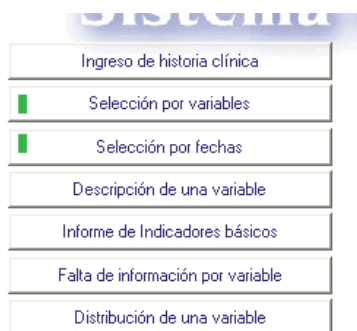 Sistema
Ingreso de historia clínica
Selección por variables
Selección por fechas
Descripción de una variable
Informe de Indicadores básicos
Falta de información por variable
Distribución de una variable